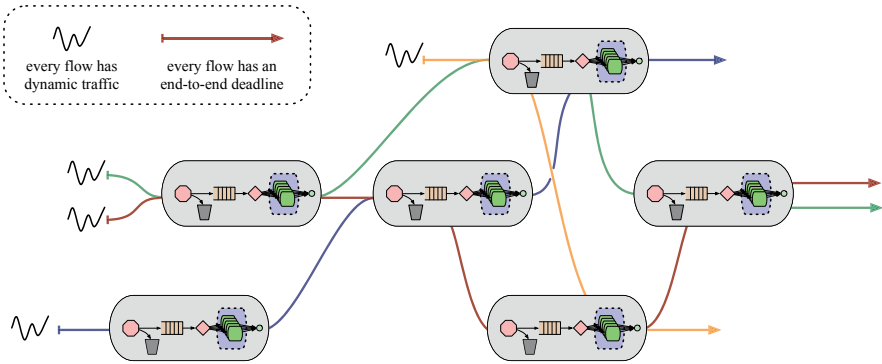 every flow has
dynamic traffic
every flow has an
end-to-end deadline